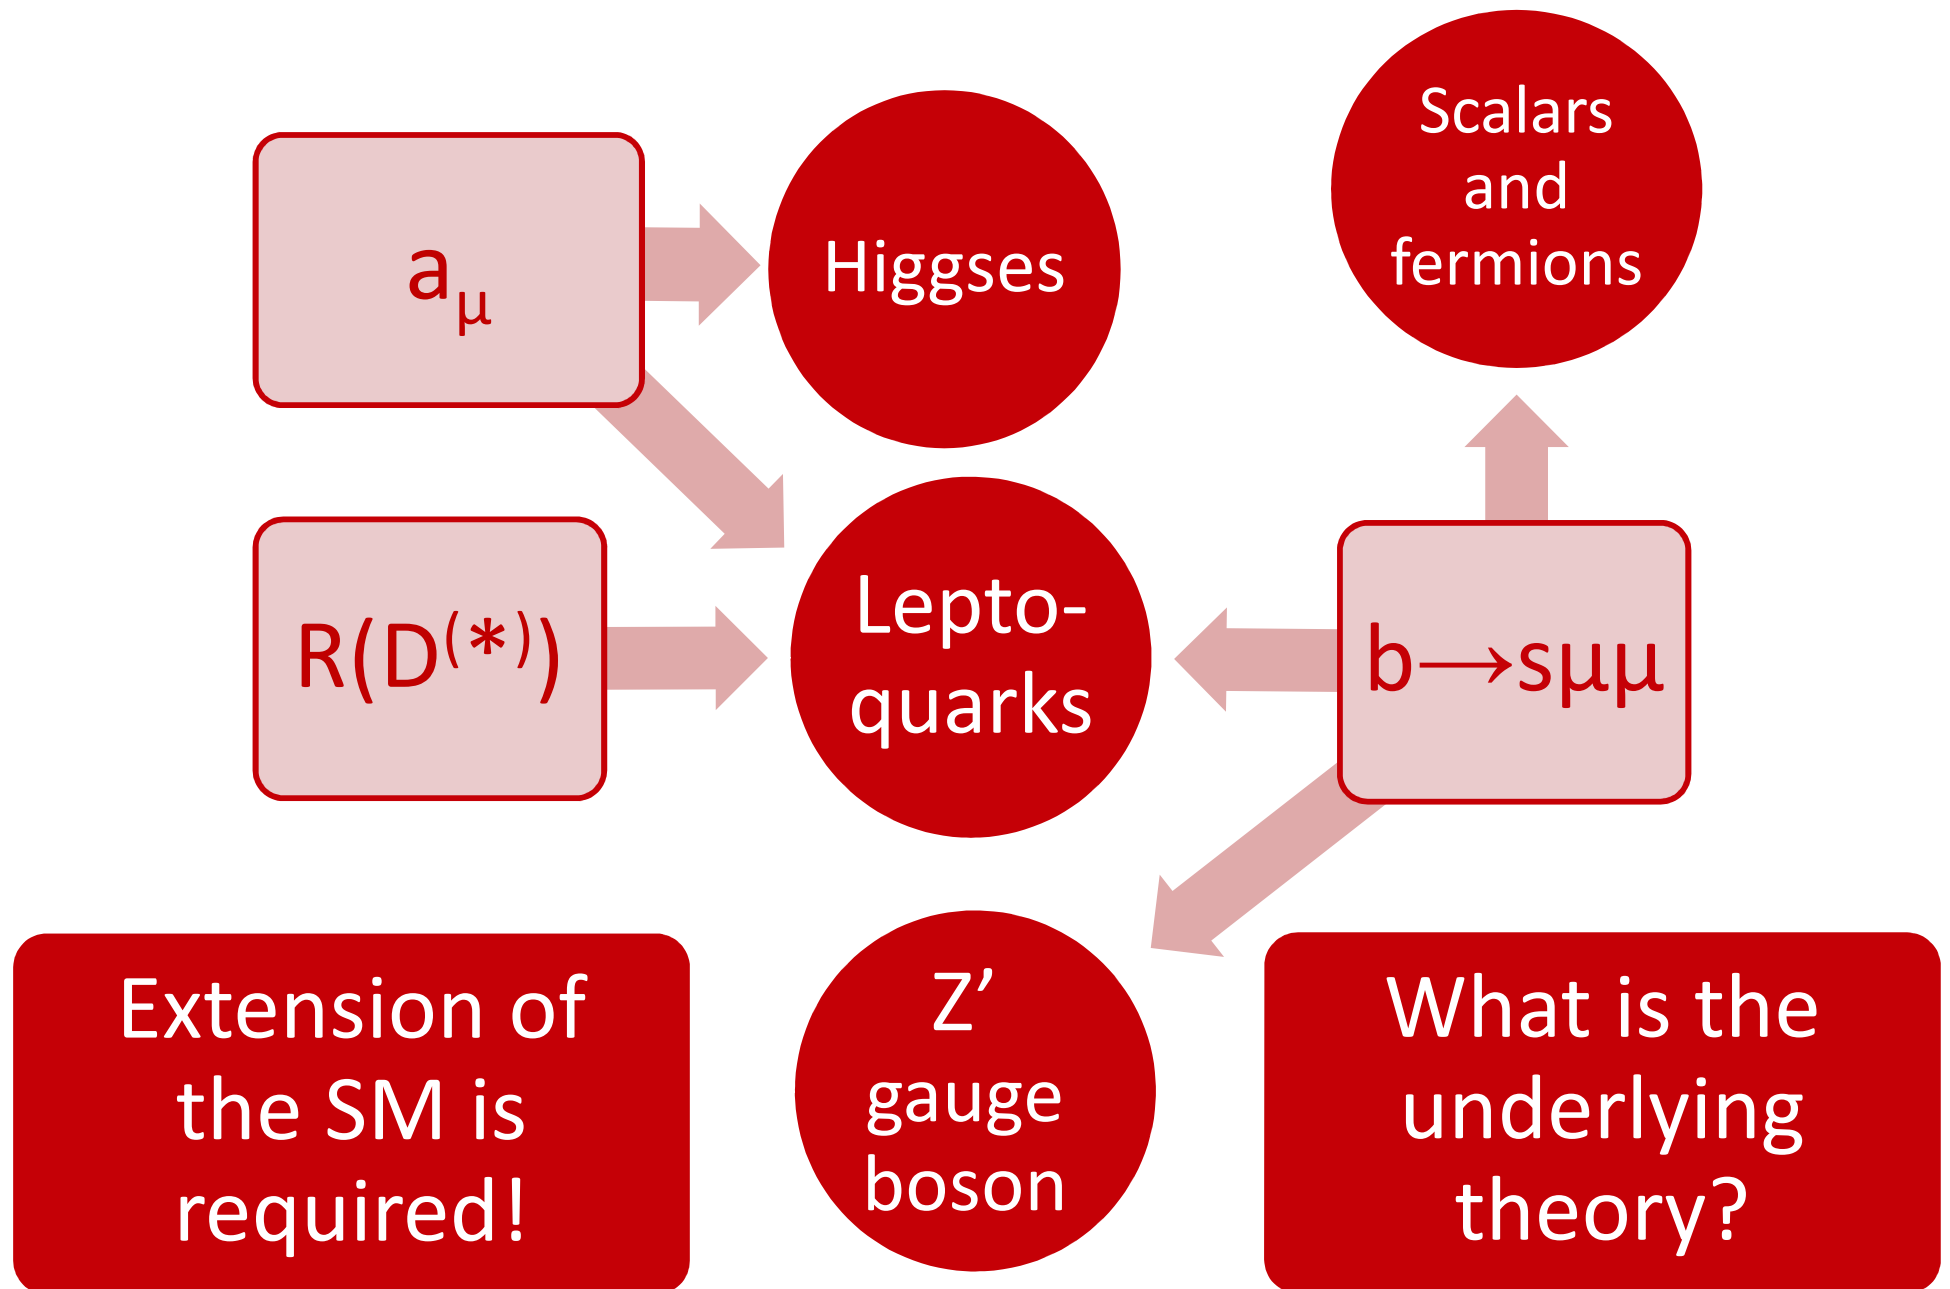 a_μ
Higgses
Scalars
and
fermions
R(D^(*))
Lepto-
quarks
b→sμμ
Extension of
the SM is
required!
Z’
gauge
boson
What is the
underlying
theory?